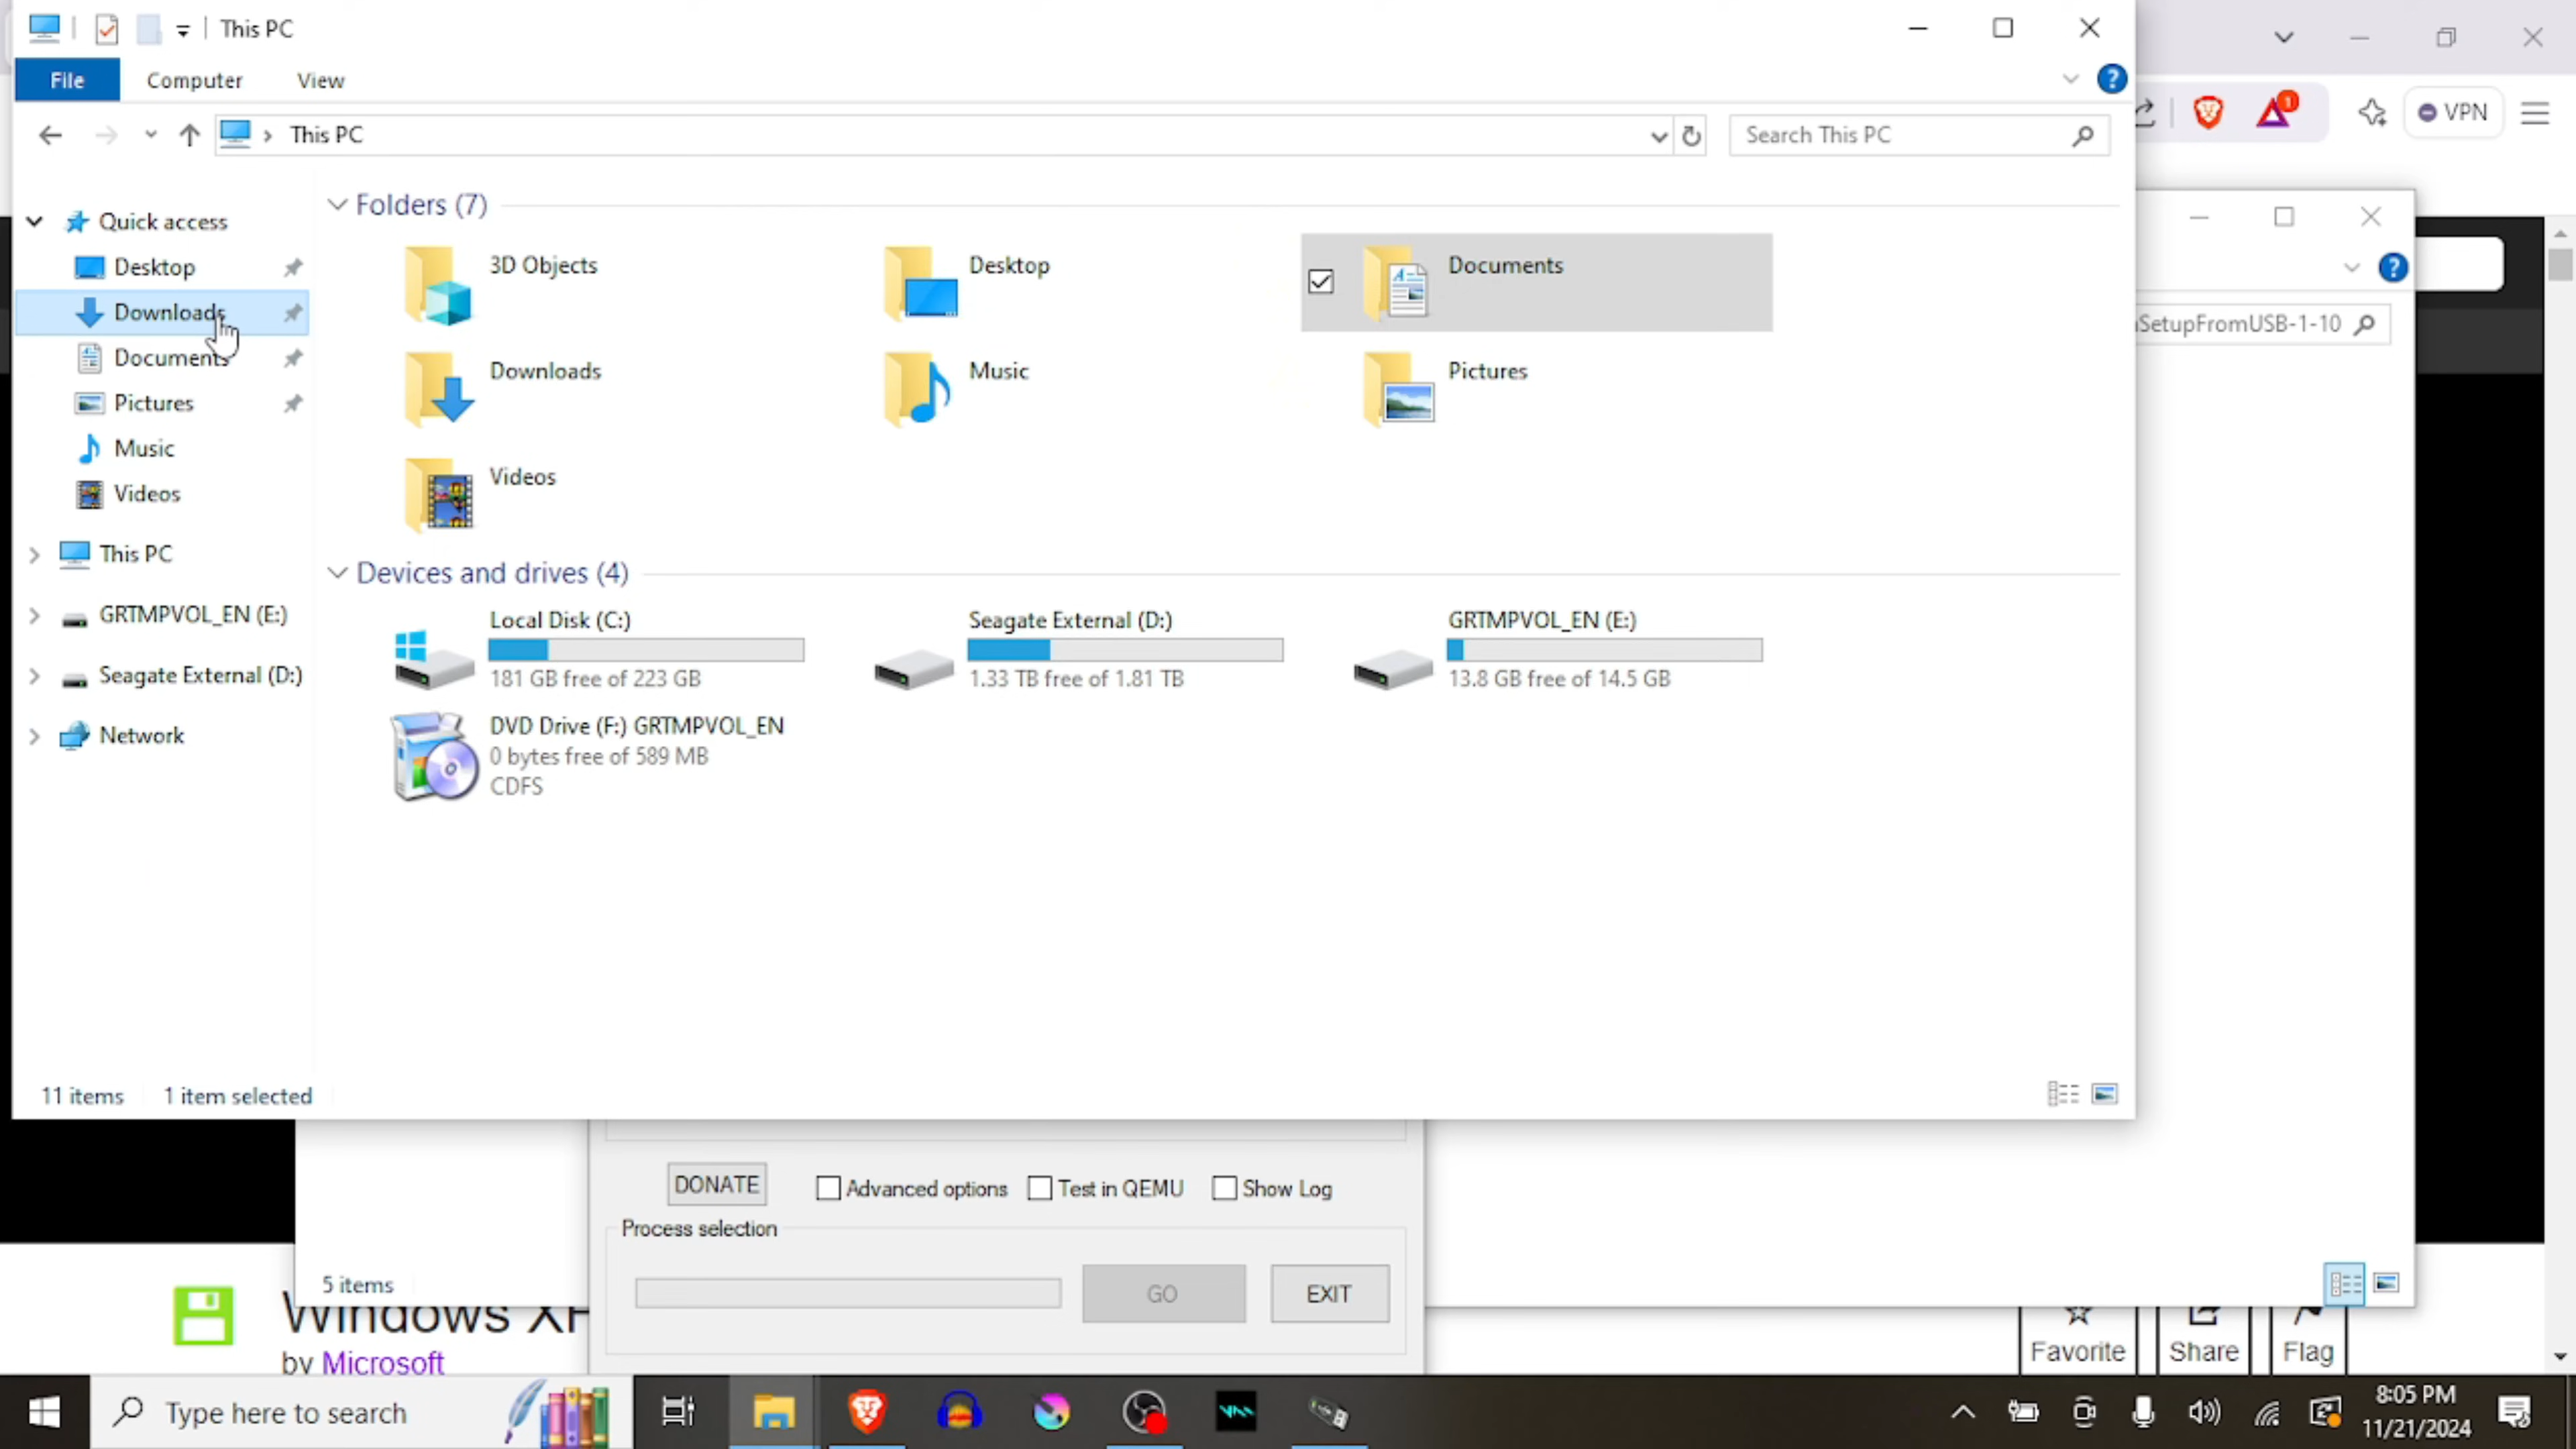 This PC
File Computer View
VPN
This PC
Search This PC
Quick access
Desktop
Downloads
Documents
Pictures
Music
Videos
This PC
GRTMPVOL_EN (E:)
Seagate External (D:)
Network
Folders (7)
3D Objects
Desktop
Documents
Downloads
Music
Pictures
Videos
Devices and drives (4)
Local Disk (C:)
181 GB free of 223 GB
Seagate External (D:)
1.33 TB free of 1.81 TB
GRTMPVOL_EN (E:)
13.8 GB free of 14.5 GB
DVD Drive (F:) GRTMPVOL_EN
0 bytes free of 589 MB
CDFS
SetupFromUSB-1-10
11 items 1 item selected
DONATE Advanced options Test in QEMU Show Log
Process selection
GO EXIT
5 items
Windows XP
by Microsoft
Favorite Share Flag
Type here to search
8:05 PM
11/21/2024